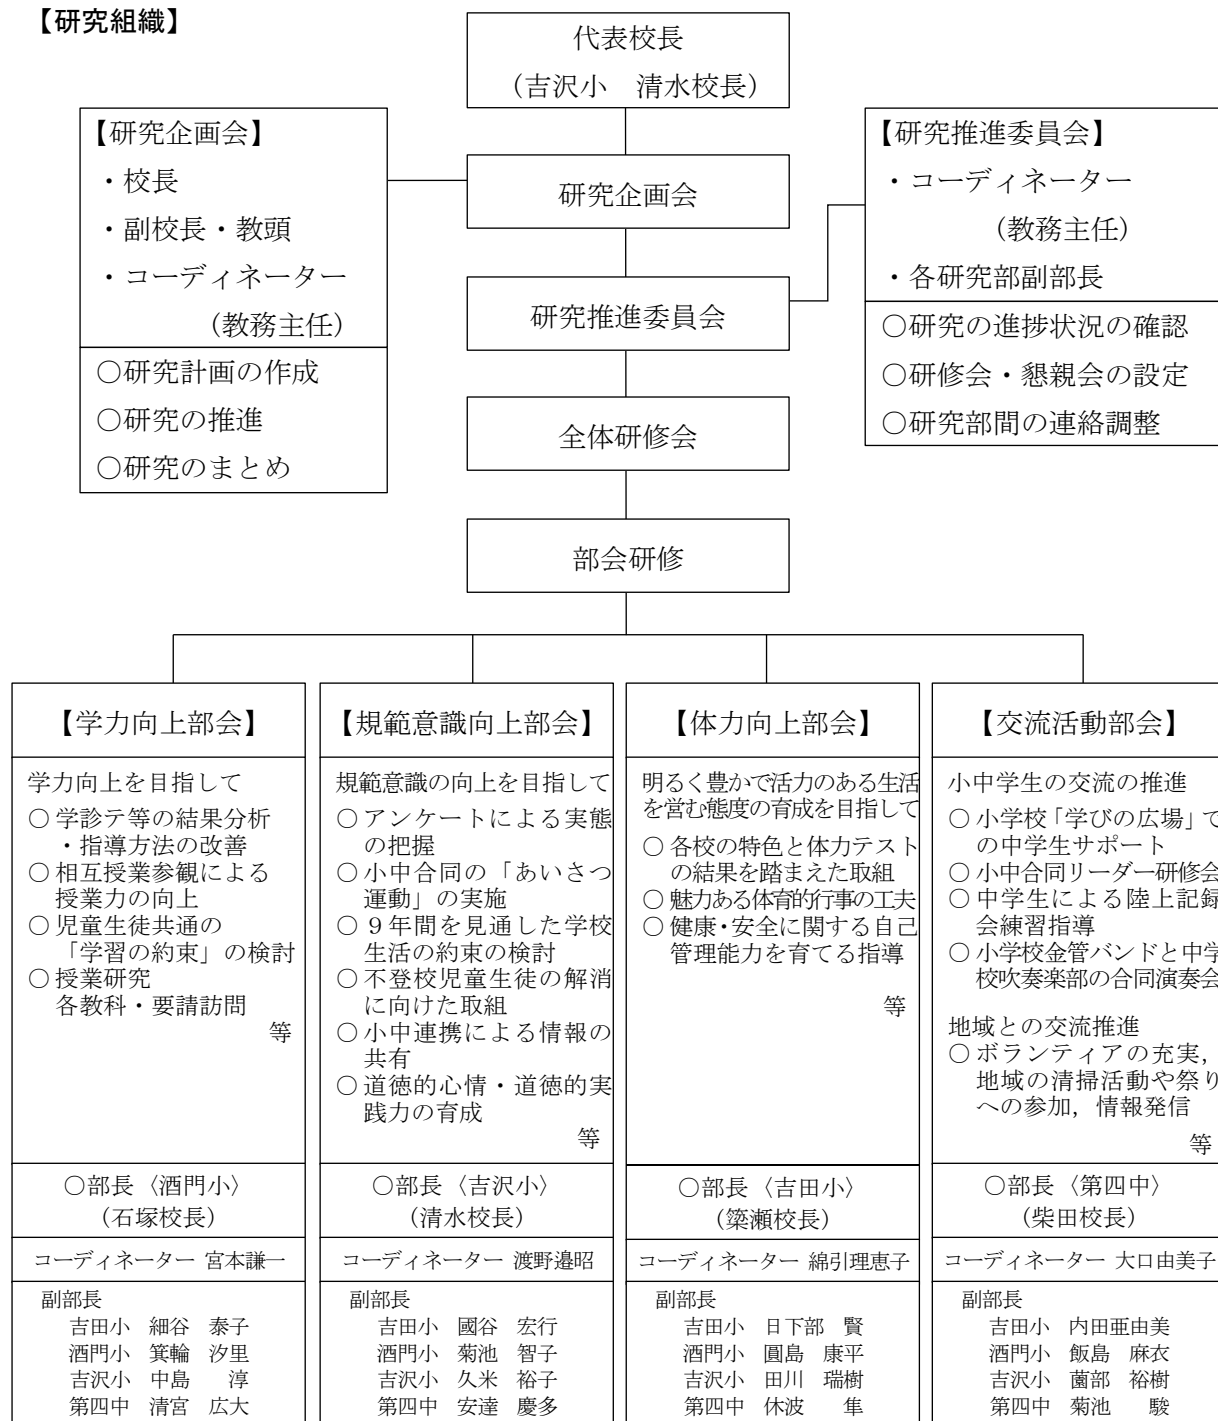 【研究組織】
代表校長
（吉沢小　清水校長）
【研究企画会】
・校長
・副校長・教頭
・コーディネーター
（教務主任）
○研究計画の作成
○研究の推進
○研究のまとめ
研究企画会
研究推進委員会
全体研修会
部会研修
【研究推進委員会】
・コーディネーター
（教務主任）
・各研究部副部長
○研究の進捗状況の確認
○研修会・懇親会の設定
○研究部間の連絡調整
【学力向上部会】
学力向上を目指して
○学診テ等の結果分析
・指導方法の改善
○相互授業参観による
授業力の向上
○児童生徒共通の
「学習の約束」の検討
○授業研究
各教科・要請訪問
等
○部長〈酒門小〉
（石塚校長）
コーディネーター 宮本謙一
副部長
吉田小　細谷　泰子
酒門小　箕輪　汐里
吉沢小　中島　　淳
第四中　清宮　広大
【規範意識向上部会】
規範意識の向上を目指して
○アンケートによる実態
の把握
○小中合同の「あいさつ
運動」の実施
○９年間を見通した学校
生活の約束の検討
○不登校児童生徒の解消
に向けた取組
○小中連携による情報の
共有
○道徳的心情・道徳的実
践力の育成
等
○部長〈吉沢小〉
（清水校長）
コーディネーター 渡野邉昭
副部長
吉田小　國谷　宏行
酒門小　菊池　智子
吉沢小　久米　裕子
第四中　安達　慶多
【体力向上部会】
明るく豊かで活力のある生活
を営む態度の育成を目指して
○各校の特色と体力テスト
の結果を踏まえた取組
○魅力ある体育的行事の工夫
○健康・安全に関する自己
管理能力を育てる指導
等
○部長〈吉田小〉
（簗瀬校長）
コーディネーター 綿引理恵子
副部長
吉田小　日下部　賢
酒門小　圓島　康平
吉沢小　田川　瑞樹
第四中　休波　　隼
【交流活動部会】
小中学生の交流の推進
○小学校「学びの広場」で
の中学生サポート
○小中合同リーダー研修会
○中学生による陸上記録
会練習指導
○小学校金管バンドと中学
校吹奏楽部の合同演奏会
地域との交流推進
○ボランティアの充実，
地域の清掃活動や祭り
への参加，情報発信
等
○部長〈第四中〉
（柴田校長）
コーディネーター 大口由美子
副部長
吉田小　内田亜由美
酒門小　飯島　麻衣
吉沢小　薗部　裕樹
第四中　菊池　　駿